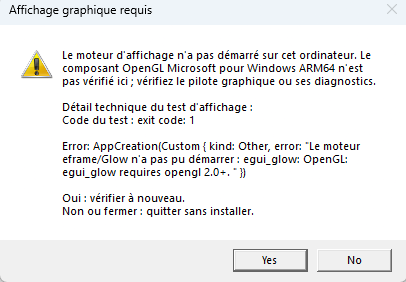 Affichage graphique requis
Le moteur d'affichage n'a pas démarré sur cet ordinateur. Le
composant OpenGL Microsoft pour Windows ARM64 n'est
pas vérifié ici ; vérifiez le pilote graphique ou ses diagnostics.
Détail technique du test d'affichage :
Code du test : exit code: 1
Error: AppCreation(Custom { kind: Other, error: "Le moteur
eframe/Glow n'a pas pu démarrer : egui_glow: OpenGL:
egui_glow requires opengl 2.0+. " })
Oui : vérifier à nouveau.
Non ou fermer : quitter sans installer.
Yes
No